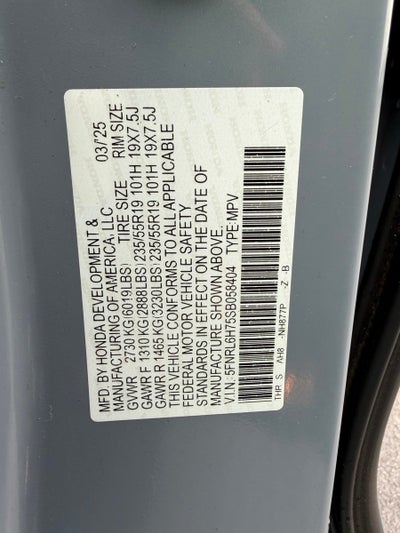 MFD. BY HONDA DEVELOPMENT & 03/25
MANUFACTURING OF AMERICA, LLC. TIRE SIZE RIM SIZE
GVWR 2730 KG(6019LBS)
GAWR F 1310 KG(2888LBS) 235/55R19 101H 19X7.5J
GAWR R 1465 KG(3230LBS) 235/55R19 101H 19X7.5J
THIS VEHICLE CONFORMS TO ALL APPLICABLE
FEDERAL MOTOR VEHICLE SAFETY
STANDARDS IN EFFECT ON THE DATE OF
MANUFACTURE SHOWN ABOVE.
V.I.N.: 5FNRL6H75SB058404 TYPE:MPV
THR S AH0 -NH877P -Z -B